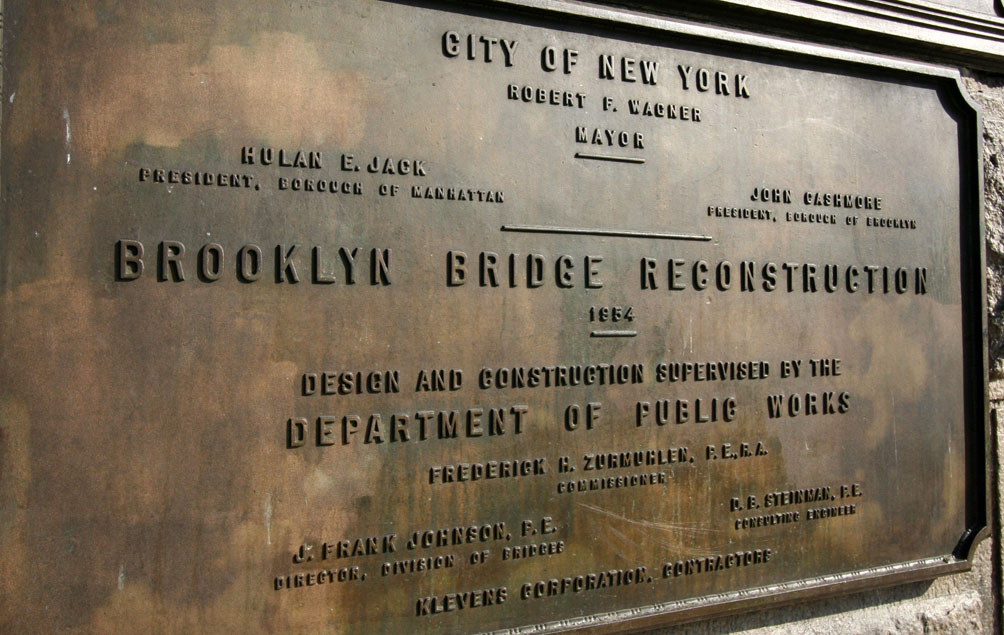 CITY OF NEW YORK
ROBERT F. WAGNER
MAYOR
HULAN E. JACK
PRESIDENT, BOROUGH OF MANHATTAN
JOHN CASHMORE
PRESIDENT, BOROUGH OF BROOKLYN
BROOKLYN BRIDGE RECONSTRUCTION
1954
DESIGN AND CONSTRUCTION SUPERVISED BY THE
DEPARTMENT OF PUBLIC WORKS
FREDERICK H. ZURMUHLEN, P.E., R.A.
COMMISSIONER
J. FRANK JOHNSON, P.E.
DIRECTOR, DIVISION OF BRIDGES
D. B. STEINMAN, P.E.
CONSULTING ENGINEER
KLEVENS CORPORATION, CONTRACTORS